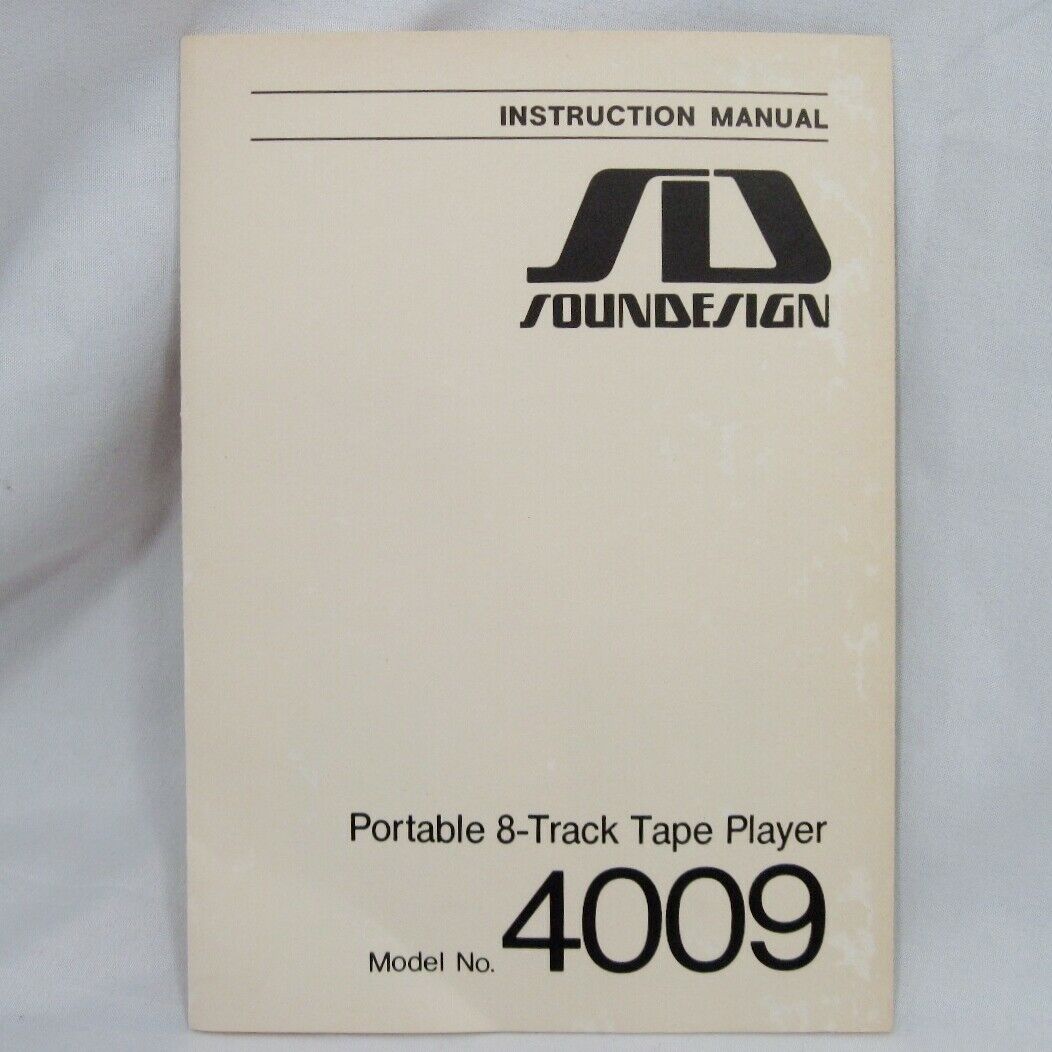 INSTRUCTION MANUAL
SD
SOUNDESIGN
Portable 8-Track Tape Player
Model No. 4009